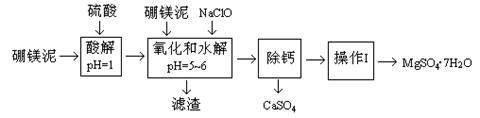 硫酸 硼镁泥 NaClO
硼镁泥 酸解 pH=1 氧化和水解 pH=5~6 除钙 操作I MgSO₄·7H₂O
滤渣 CaSO₄